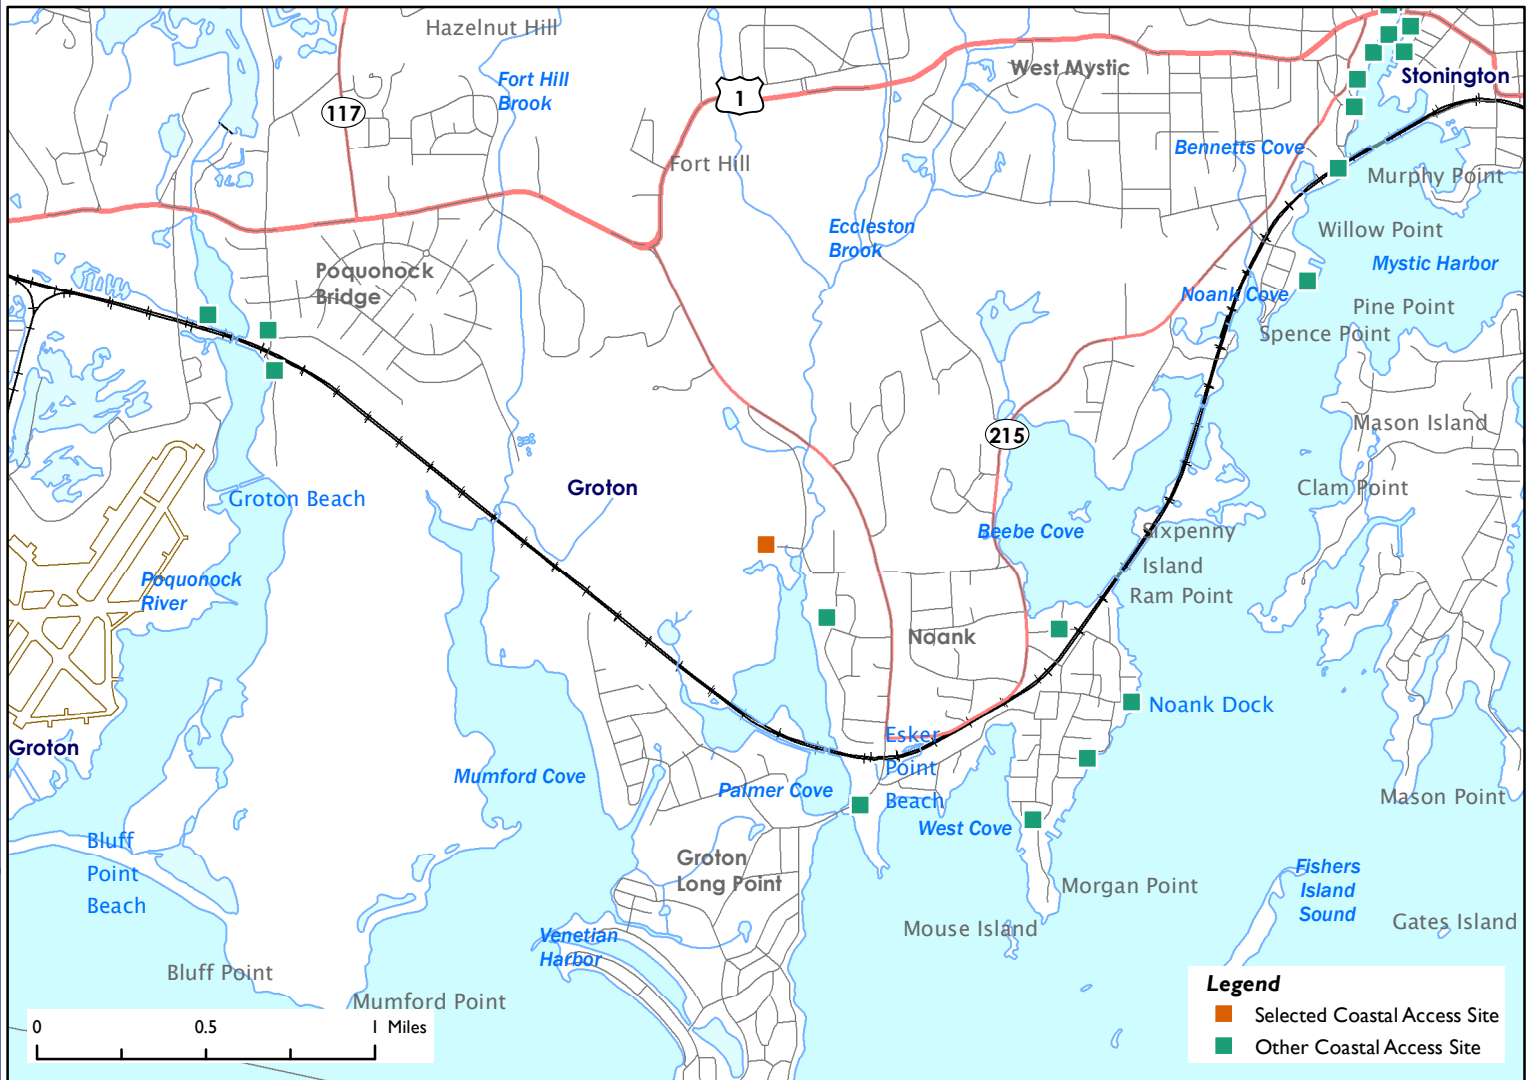 Hazelnut Hill
Fort Hill
Brook
117
1
West Mystic
Stonington
Fort Hill
Bennetts Cove
Murphy Point
Eccleston
Brook
Willow Point
Mystic Harbor
Poquonock
Bridge
Noank Cove
Pine Point
Spence Point
215
Mason Island
Groton
Clam Point
Groton Beach
Beebe Cove
Sixpenny
Island
Poquonock
River
Ram Point
Noank
Noank Dock
Groton
Esker
Point
Beach
Mumford Cove
Palmer Cove
Mason Point
West Cove
Bluff
Point
Beach
Groton
Long Point
Morgan Point
Fishers
Island
Sound
Mouse Island
Gates Island
Venetian
Harbor
Bluff Point
Mumford Point
0 0.5 1 Miles
Legend
Selected Coastal Access Site
Other Coastal Access Site